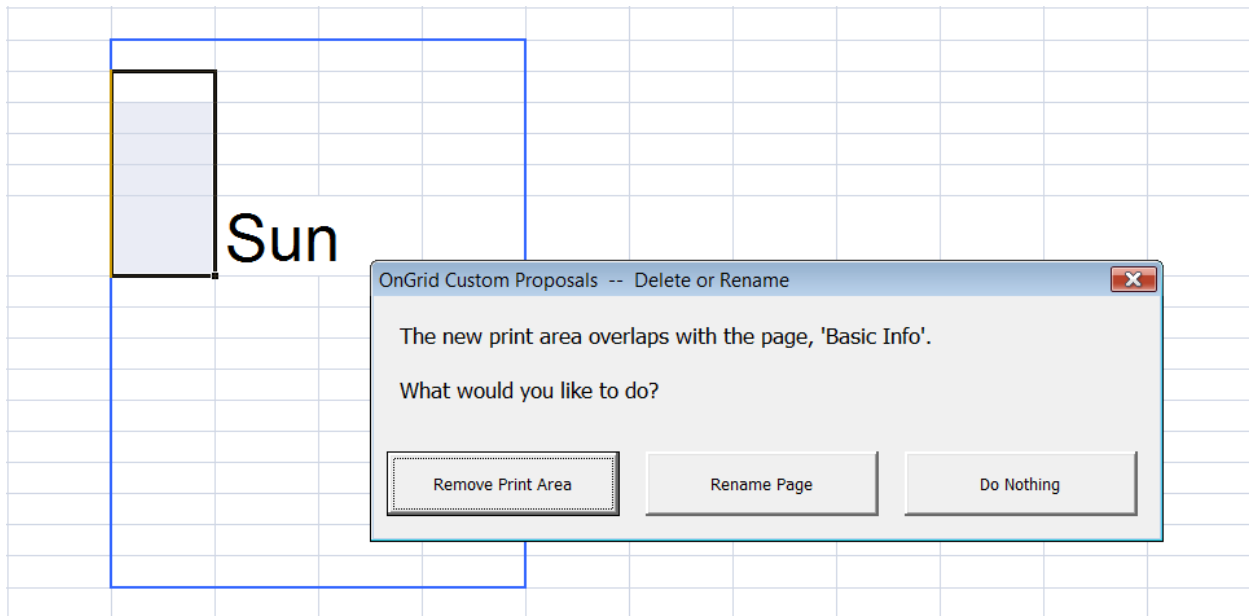 Sun
OnGrid Custom Proposals -- Delete or Rename
The new print area overlaps with the page, 'Basic Info'.
What would you like to do?
Remove Print Area
Rename Page
Do Nothing